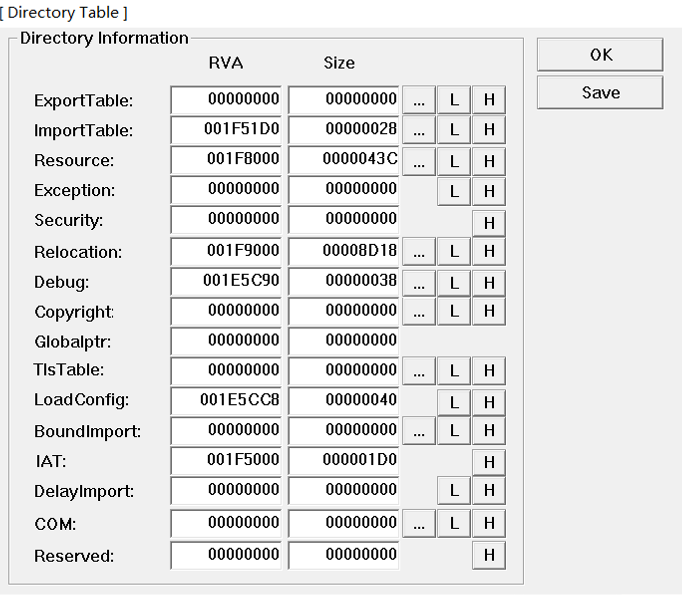 [ Directory Table ]
Directory Information
RVA Size
OK
Save
ExportTable: 00000000 00000000 ... L H
ImportTable: 001F51D0 00000028 ... L H
Resource: 001F8000 0000043C ... L H
Exception: 00000000 00000000 L H
Security: 00000000 00000000 H
Relocation: 001F9000 00008D18 ... L H
Debug: 001E5C90 00000038 ... L H
Copyright: 00000000 00000000 ... L H
Globalptr: 00000000 00000000
TlsTable: 00000000 00000000 ... L H
LoadConfig: 001E5CC8 00000040 L H
BoundImport: 00000000 00000000 ... L H
IAT: 001F5000 000001D0 H
DelayImport: 00000000 00000000 L H
COM: 00000000 00000000 ... L H
Reserved: 00000000 00000000 H